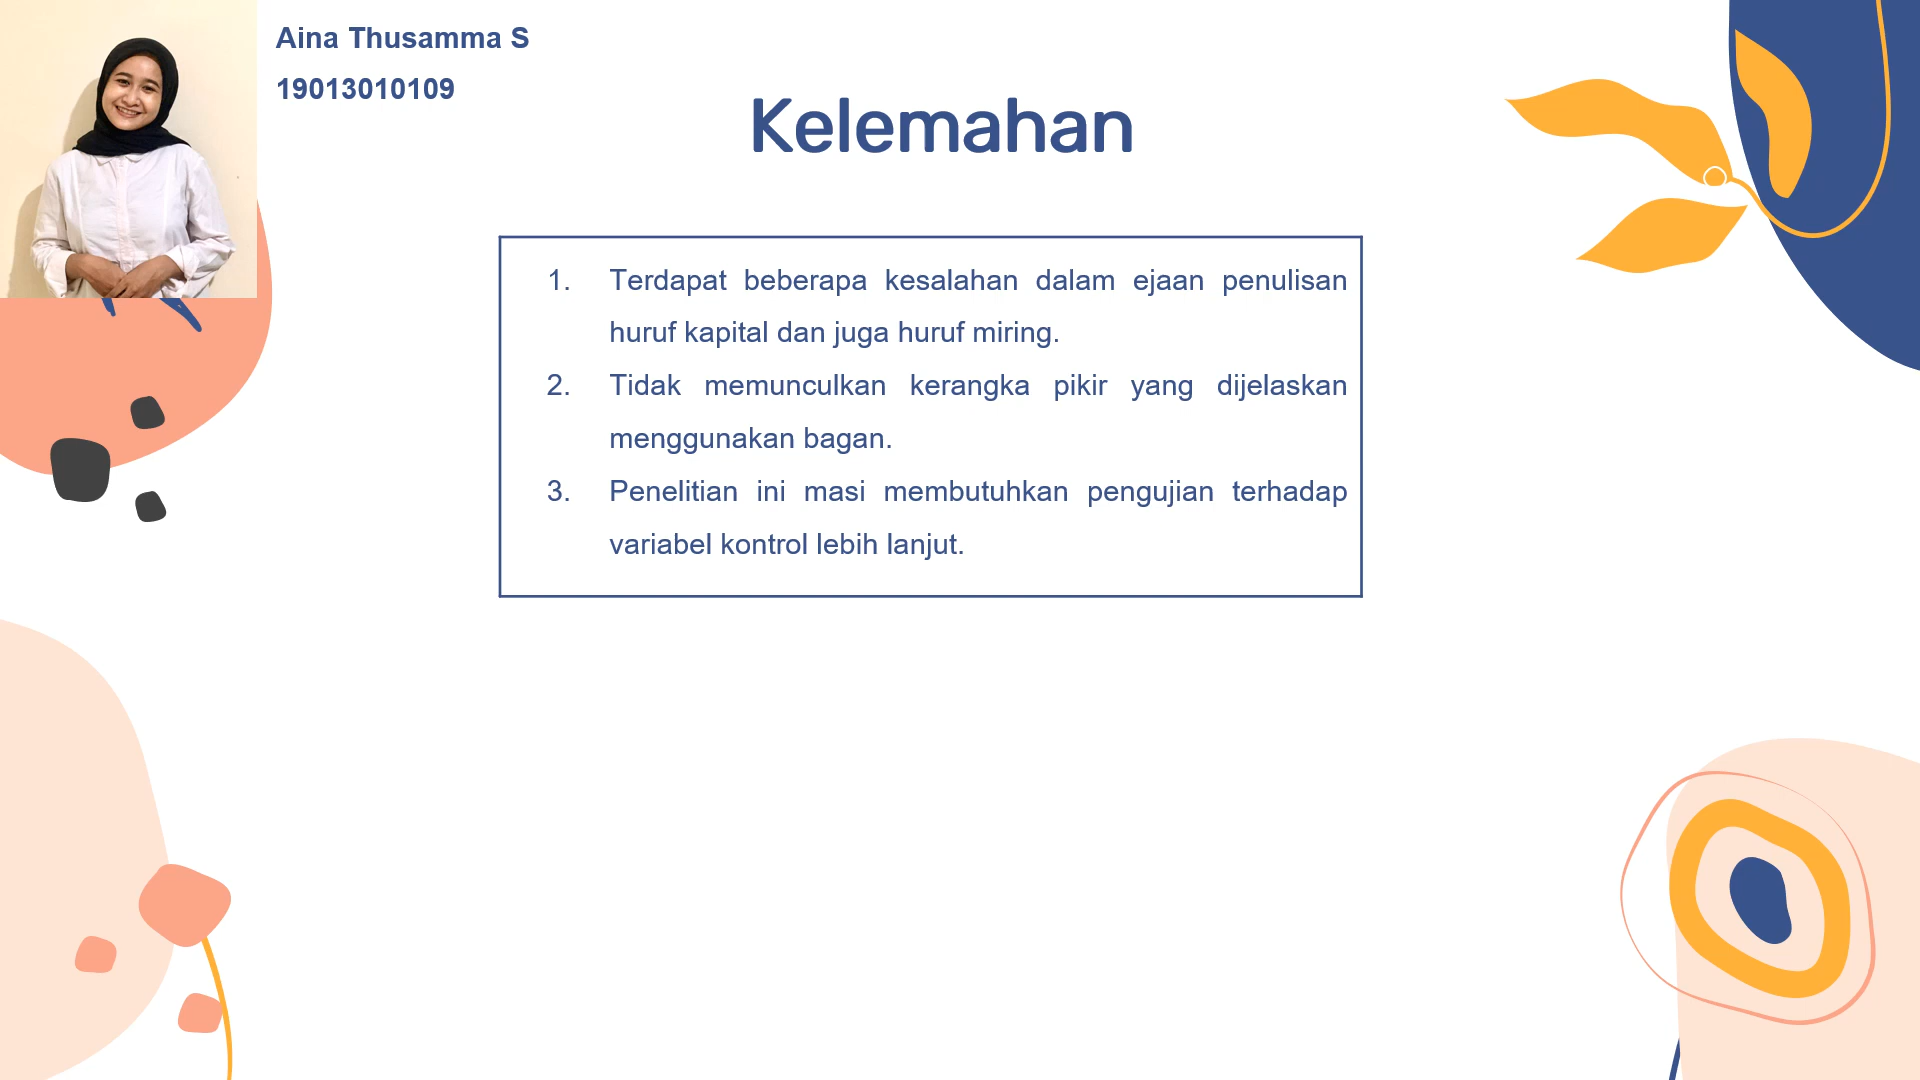 Aina Thusamma S
19013010109
Kelemahan
1. Terdapat beberapa kesalahan dalam ejaan penulisan
huruf kapital dan juga huruf miring.
2. Tidak memunculkan kerangka pikir yang dijelaskan
menggunakan bagan.
3. Penelitian ini masi membutuhkan pengujian terhadap
variabel kontrol lebih lanjut.